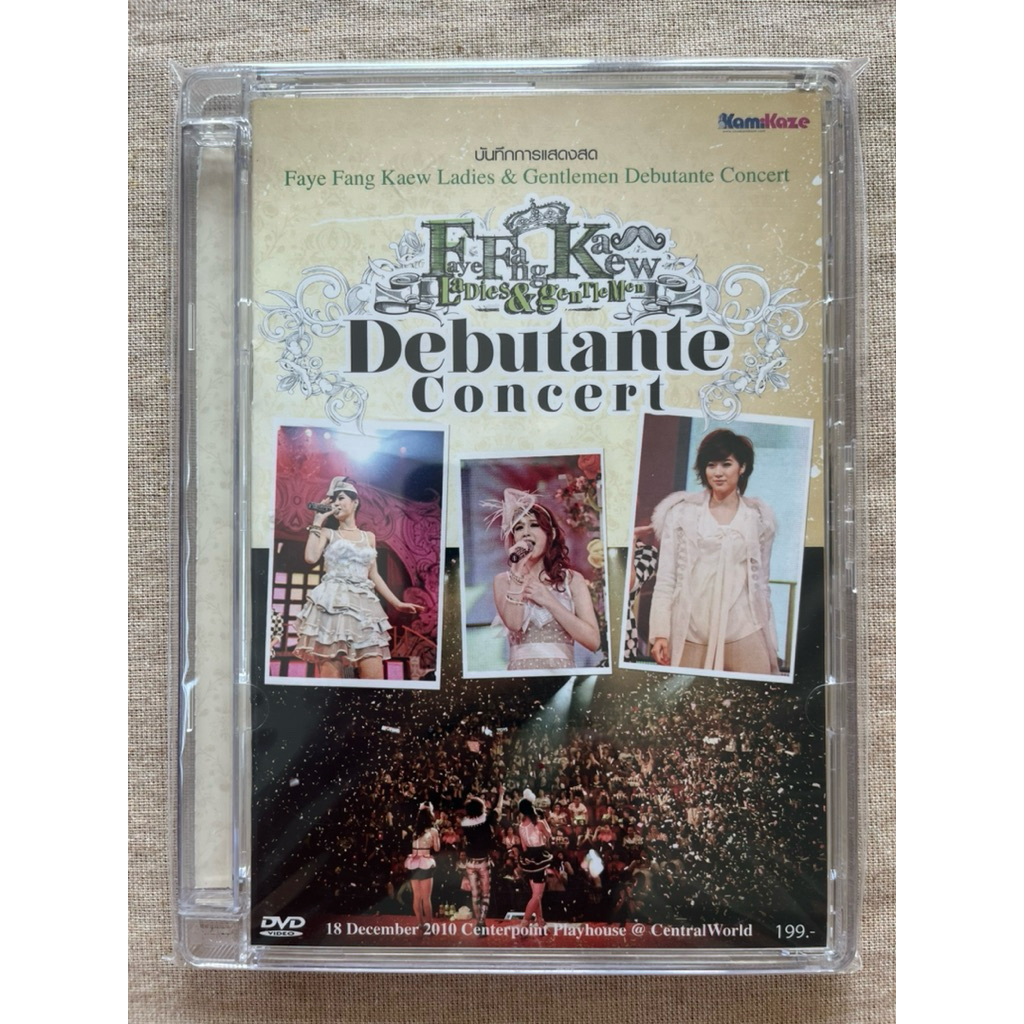 KamiKaze
บันทึกการแสดงสด
Faye Fang Kaew Ladies & Gentlemen Debutante Concert
Faye Fang Kaew
Ladies & Gentlemen
Debutante
Concert
DVD
VIDEO
18 December 2010 Centerpoint Playhouse @ CentralWorld
199.-